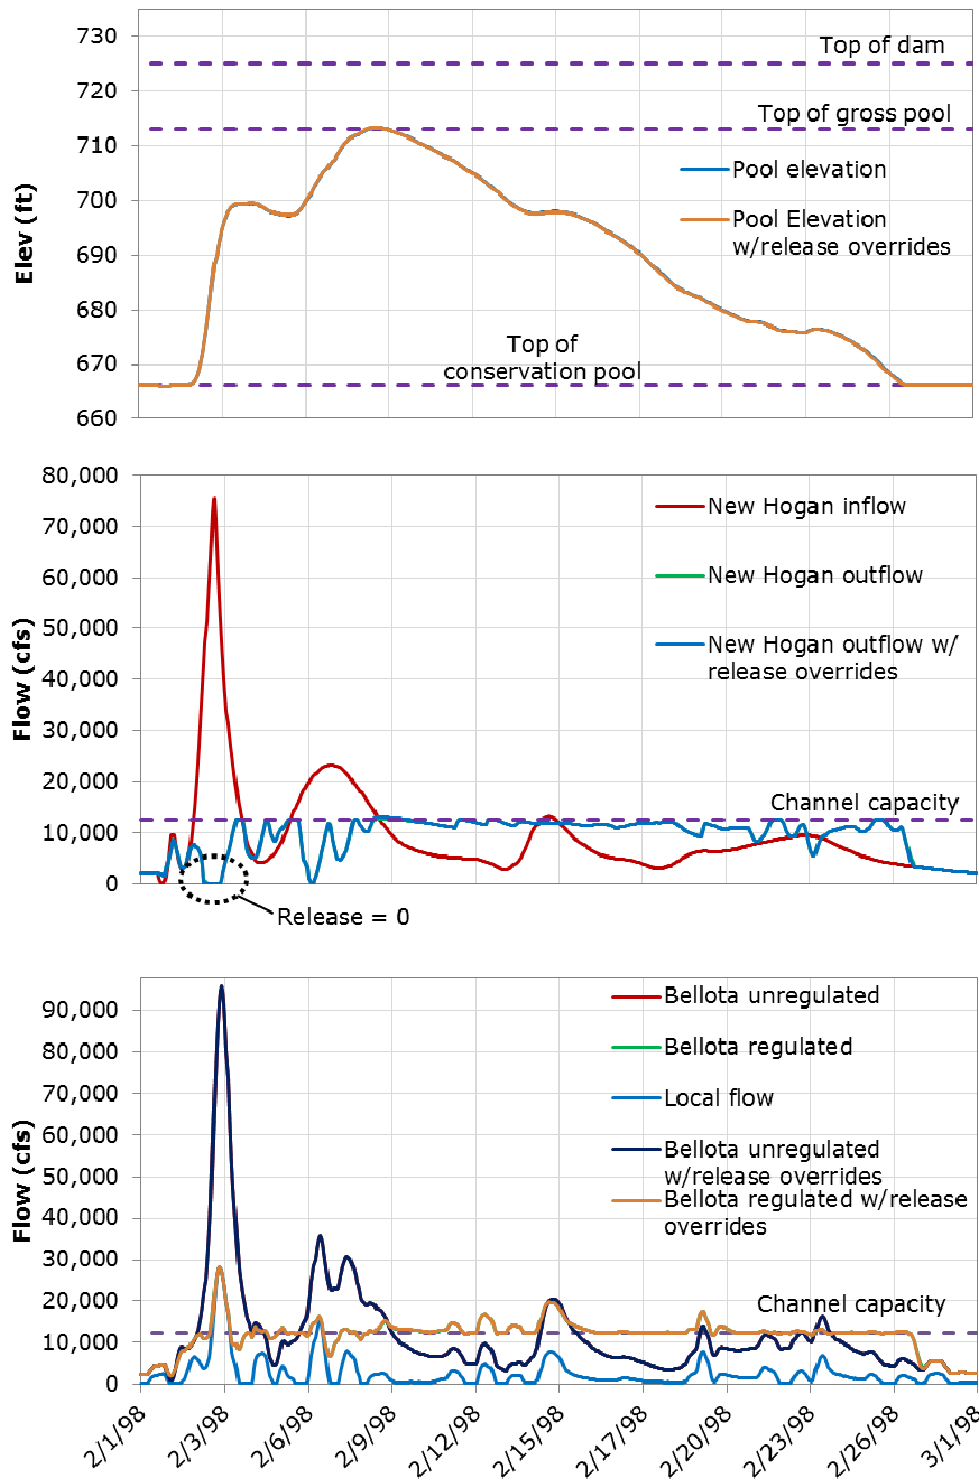 730
Top of dam
720
Top of gross pool
710
Pool elevation
700
Pool Elevation
w/release overrides
690
Elev (ft)
680
670
Top of
conservation pool
660
80,000
New Hogan inflow
70,000
60,000
New Hogan outflow
50,000
New Hogan outflow w/
release overrides
40,000
Flow (cfs)
30,000
20,000
Channel capacity
10,000
0
Release = 0
Bellota unregulated
90,000
Bellota regulated
80,000
Local flow
70,000
60,000
Bellota unregulated
w/release overrides
50,000
Bellota regulated w/release
overrides
40,000
Flow (cfs)
30,000
20,000
Channel capacity
10,000
0
2/1/98
2/3/98
2/6/98
2/9/98
2/12/98
2/15/98
2/17/98
2/20/98
2/23/98
2/26/98
3/1/98